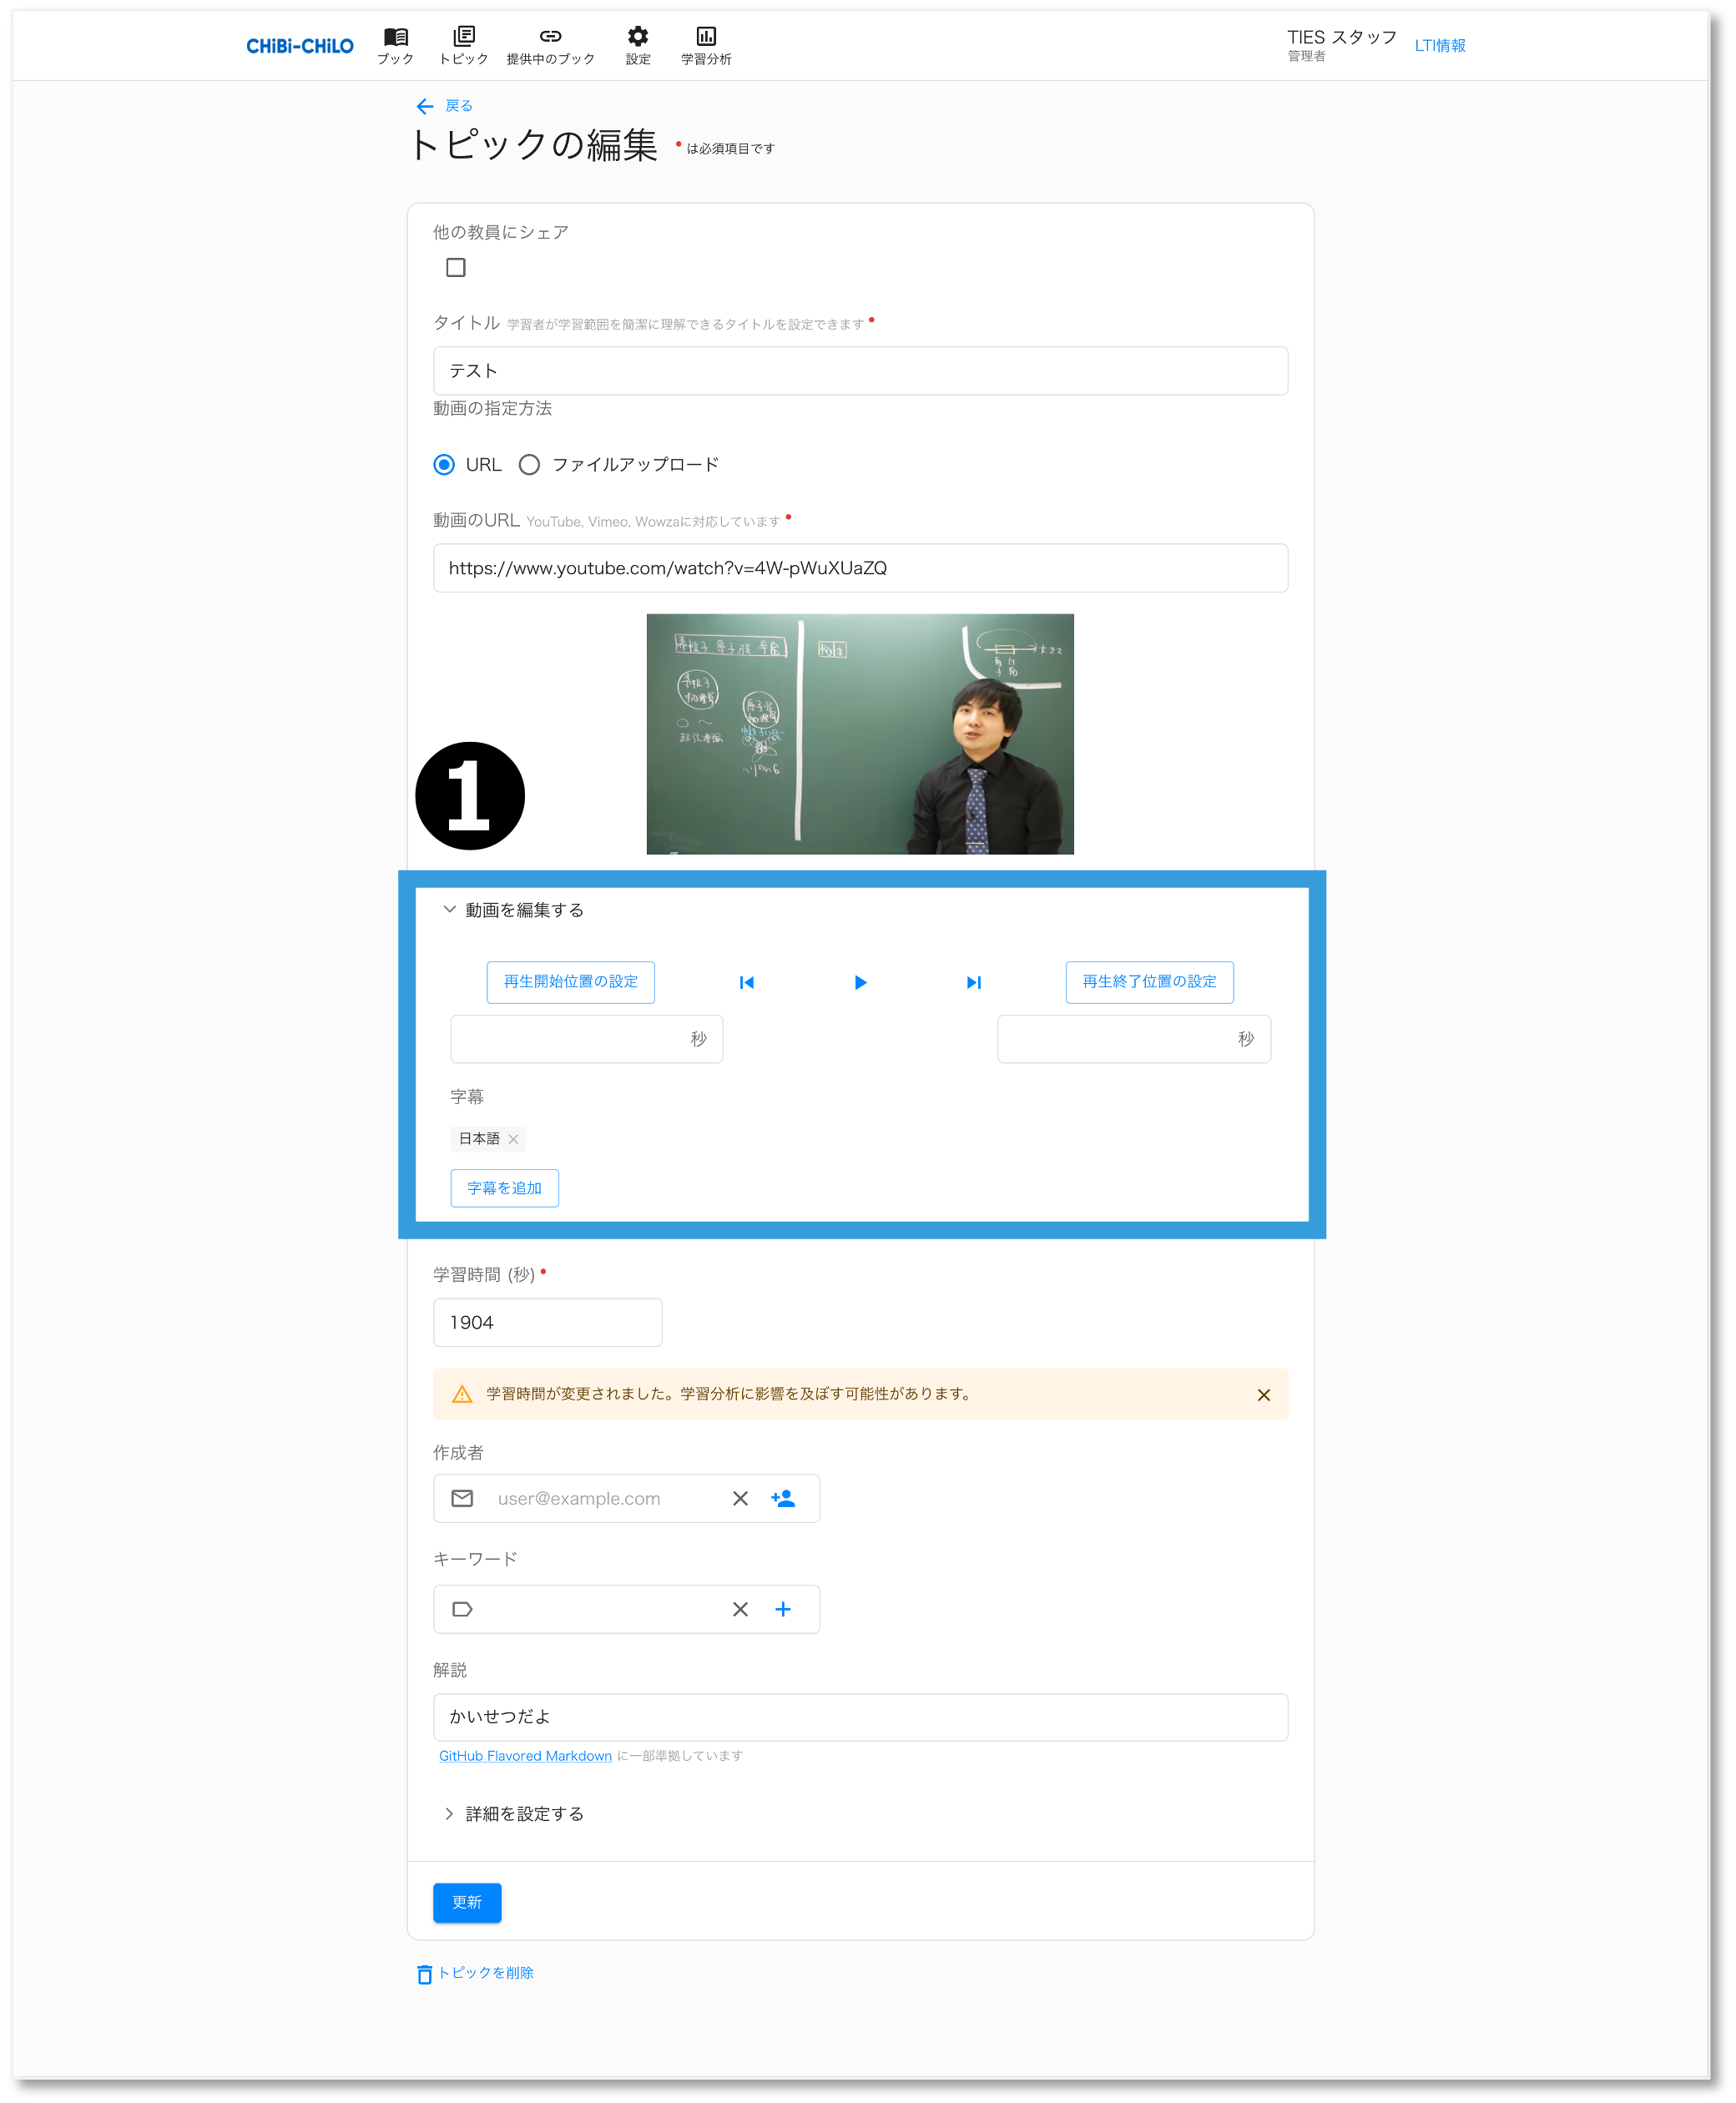 CHiBi-CHiLO
ブック
トピック
提供中のブック
設定
学習分析
TIES スタッフ
管理者
LTI情報
戻る
トピックの編集 * は必須項目です
他の教員にシェア
タイトル 学習者が学習範囲を簡潔に理解できるタイトルを設定できます *
テスト
動画の指定方法
URL ファイルアップロード
動画のURL YouTube, Vimeo, Wowzaに対応しています *
https://www.youtube.com/watch?v=4W-pWuXUaZQ
素粒子 原子核 宇宙
1
動画を編集する
再生開始位置の設定 再生終了位置の設定
秒 秒
字幕
日本語
字幕を追加
学習時間 (秒) *
1904
学習時間が変更されました。学習分析に影響を及ぼす可能性があります。
作成者
user@example.com
キーワード
解説
かいせつだよ
GitHub Flavored Markdown に一部準拠しています
詳細を設定する
更新
トピックを削除